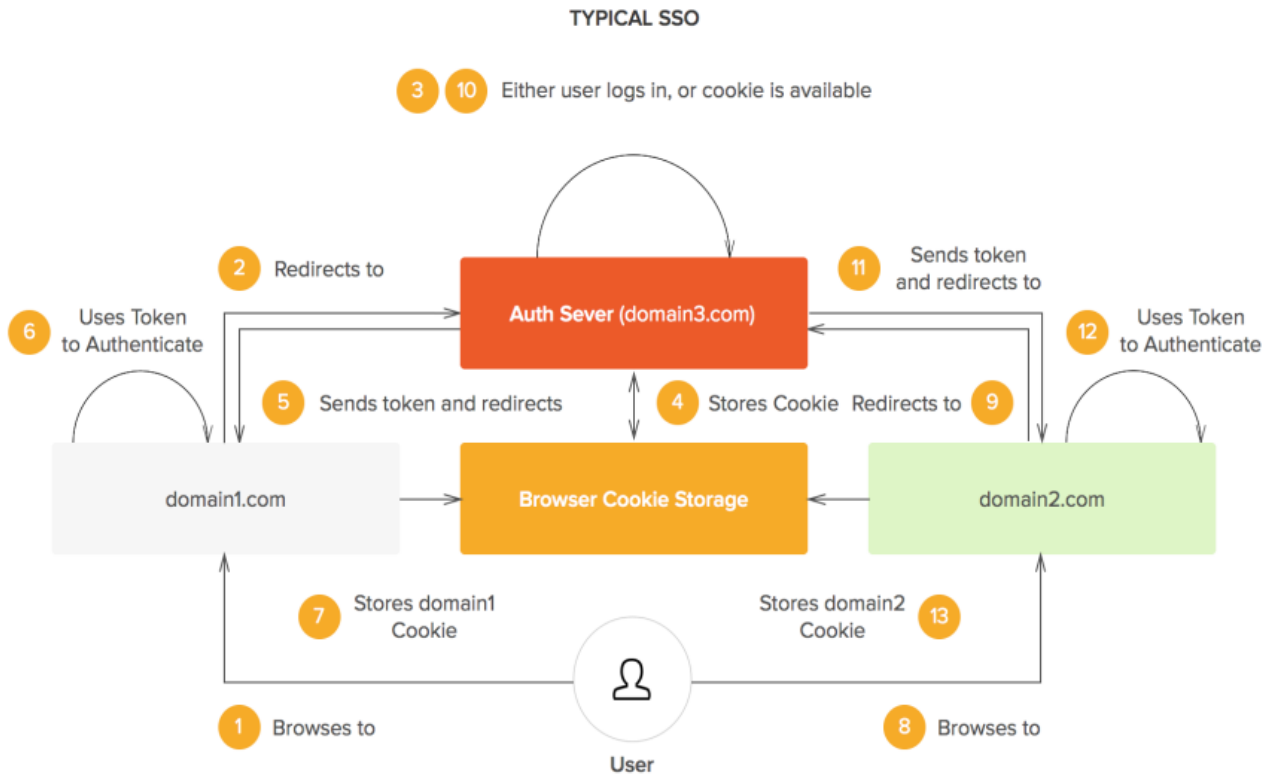 TYPICAL SSO
3 10 Either user logs in, or cookie is available
2 Redirects to
11 Sends token
and redirects to
6 Uses Token
to Authenticate
Auth Sever (domain3.com)
12 Uses Token
to Authenticate
5 Sends token and redirects
4 Stores Cookie
Redirects to 9
domain1.com
Browser Cookie Storage
domain2.com
7 Stores domain1
Cookie
Stores domain2
Cookie
13
1 Browses to
8 Browses to
User